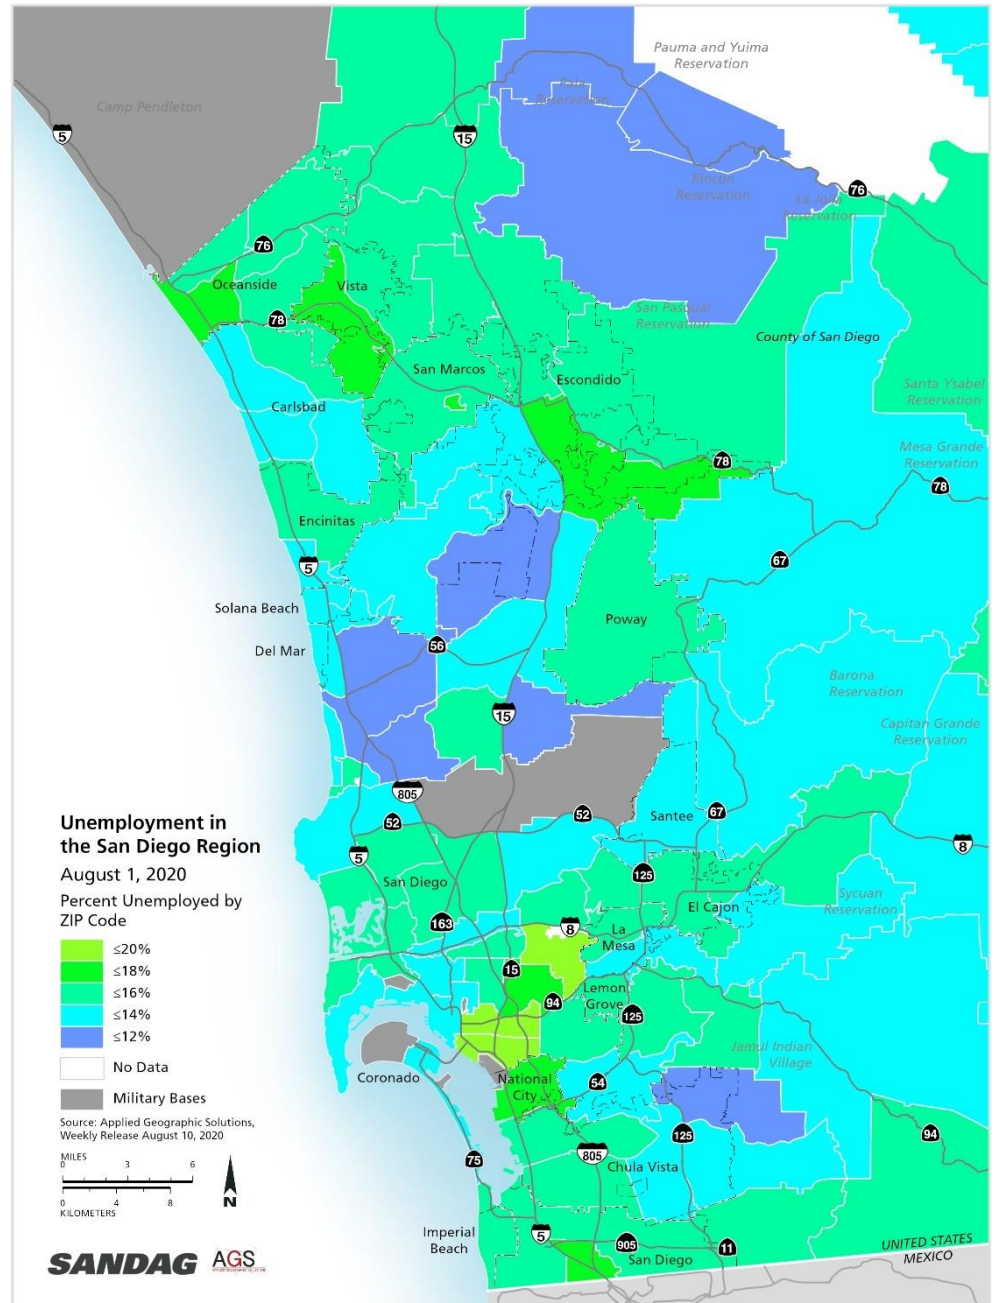 Pauma and Yuima
Reservation
Camp Pendleton
Pala
Reservation
5
15
Rincon
Reservation
76
La Jolla
Reservation
76
Oceanside
Vista
78
San Pasqual
Reservation
County of San Diego
San Marcos
Escondido
Santa Ysabel
Reservation
Carlsbad
Mesa Grande
Reservation
78
78
Encinitas
5
67
Solana Beach
Poway
Del Mar
56
Barona
Reservation
15
Capitan Grande
Reservation
805
52
52
Santee
67
8
5
125
San Diego
163
El Cajon
Sycuan
Reservation
8
La
Mesa
15
94
Lemon
Grove
125
Jamul Indian
Village
Coronado
National
City
54
125
94
75
805
Chula Vista
Imperial
Beach
5
905
11
San Diego
UNITED STATES
MEXICO
Unemployment in
the San Diego Region
August 1, 2020
Percent Unemployed by
ZIP Code
≤20%
≤18%
≤16%
≤14%
≤12%
No Data
Military Bases
Source: Applied Geographic Solutions,
Weekly Release August 10, 2020
MILES
0 3 6
0 4 8
KILOMETERS
N
SANDAG
AGS